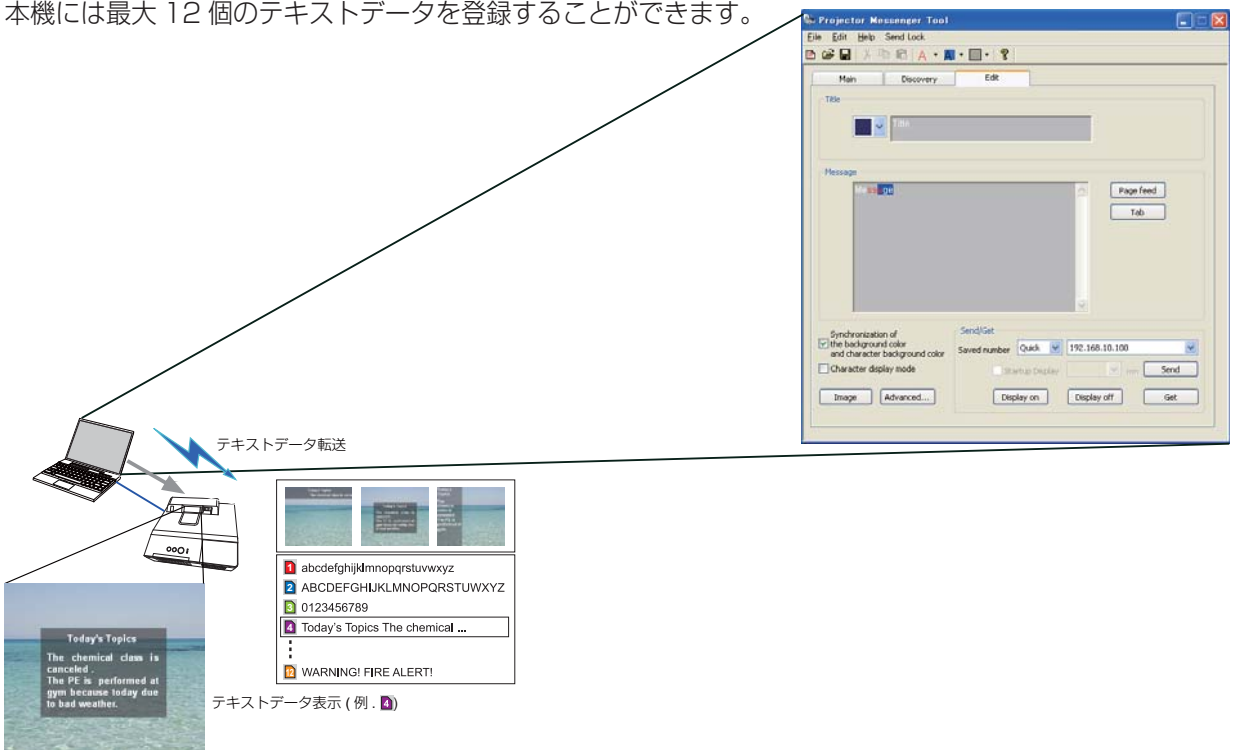 本機には最大 12 個のテキストデータを登録することができます。
Projector Messenger Tool
File Edit Help Send Lock
Main Discovery Edit
Title
Title
Message
Message
Page feed
Tab
Synchronization of
the background color
and character background color
Character display mode
Image Advanced...
Send/Get
Saved number Quick 192.168.10.100
Startup Display min Send
Display on Display off Get
テキストデータ転送
1 abcdefghijklmnopqrstuvwxyz
2 ABCDEFGHIJKLMNOPQRSTUWXYZ
3 0123456789
4 Today's Topics The chemical ...
12 WARNING! FIRE ALERT!
テキストデータ表示 ( 例 . 4)
Today's Topics
The chemical class is
canceled .
The PE is performed at
gym because today due
to bad weather.